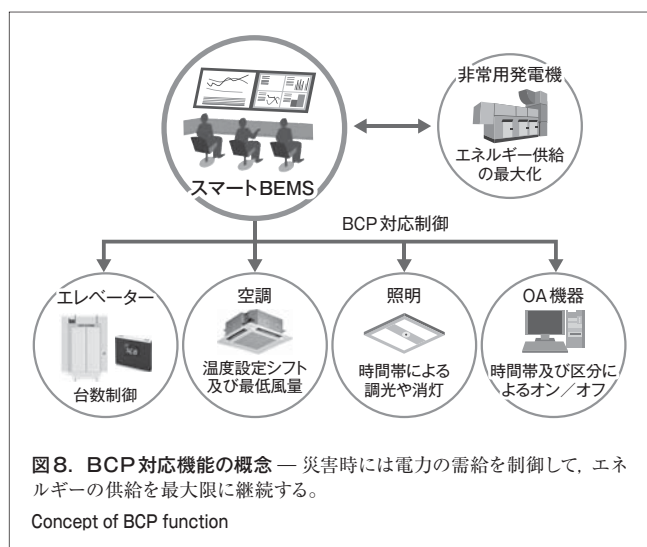 非常用発電機
エネルギー供給
の最大化
スマートBEMS
BCP対応制御
エレベーター
台数制御
空調
温度設定シフト
及び最低風量
照明
時間帯による
調光や消灯
OA機器
時間帯及び区分に
よるオン／オフ
図8. BCP対応機能の概念 — 災害時には電力の需給を制御して，エネ
ルギーの供給を最大限に継続する。
Concept of BCP function